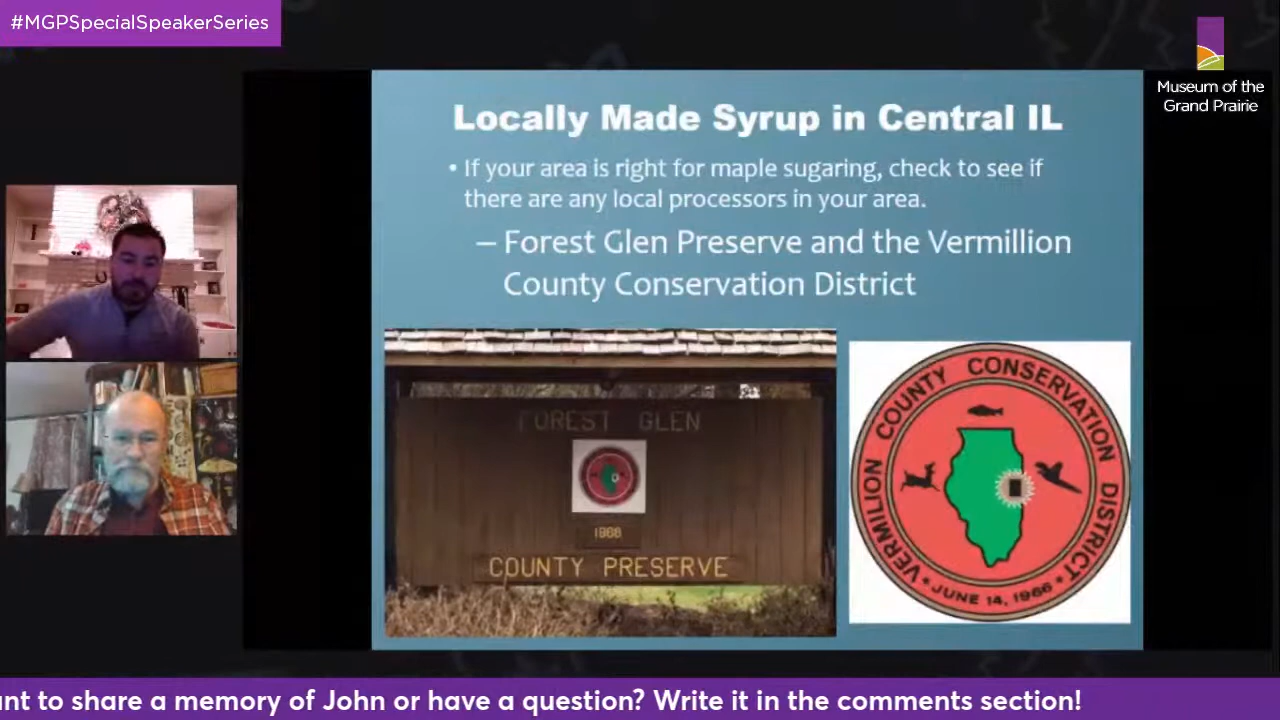 #MGPSpecialSpeakerSeries
Museum of the
Grand Prairie
Locally Made Syrup in Central IL
• If your area is right for maple sugaring, check to see if
there are any local processors in your area.
– Forest Glen Preserve and the Vermillion
County Conservation District
FOREST GLEN
1966
COUNTY PRESERVE
VERMILION COUNTY CONSERVATION DISTRICT
• JUNE 14, 1966 •
nt to share a memory of John or have a question? Write it in the comments section!